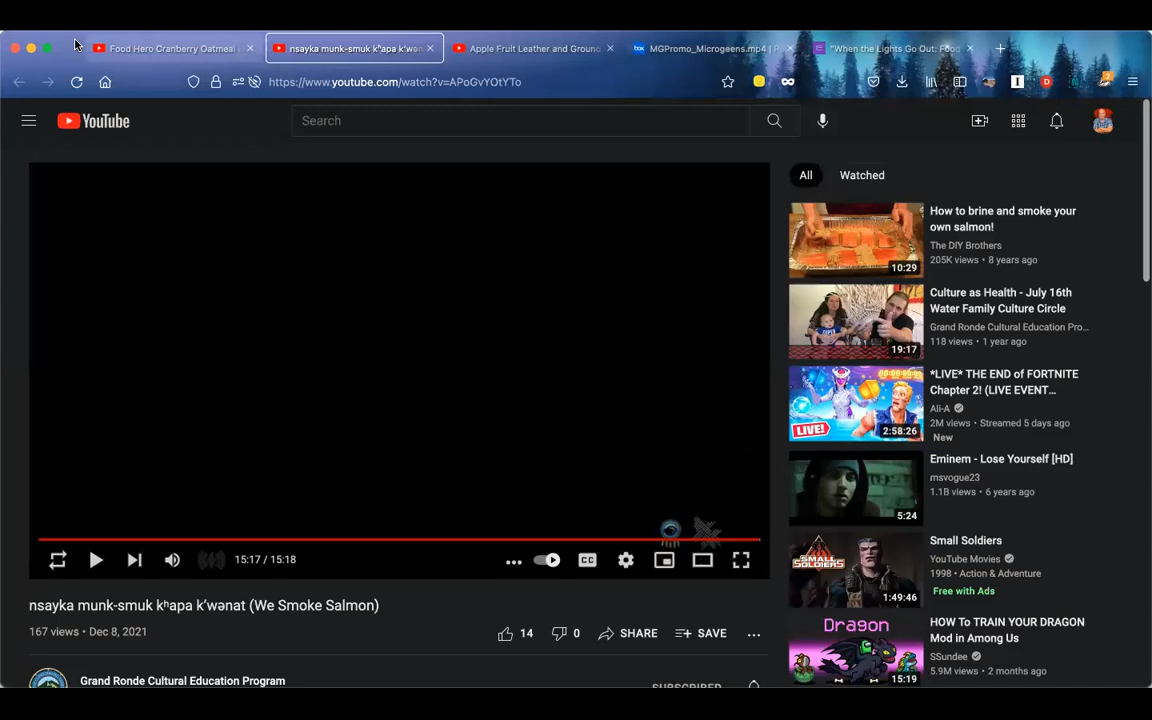 Food Hero Cranberry Oatmeal
nsayka munk-smuk kʰapa k’wənat
Apple Fruit Leather and Ground
box MGPromo_Microgeens.mp4 |
"When the Lights Go Out: Food
https://www.youtube.com/watch?v=APoGvYOtYTo
YouTube
Search
All
Watched
10:29
How to brine and smoke your
own salmon!
The DIY Brothers
205K views • 8 years ago
SUPER
19:17
Culture as Health - July 16th
Water Family Culture Circle
Grand Ronde Cultural Education Pro...
118 views • 1 year ago
LIVE!
2:58:26
*LIVE* THE END of FORTNITE
Chapter 2! (LIVE EVENT...
Ali-A
2M views • Streamed 5 days ago
New
5:24
Eminem - Lose Yourself [HD]
msvogue23
1.1B views • 6 years ago
SMALL
SOLDIERS
1:49:46
Small Soldiers
YouTube Movies
1998 • Action & Adventure
Free with Ads
Dragon
15:19
HOW To TRAIN YOUR DRAGON
Mod in Among Us
SSundee
5.9M views • 2 months ago
15:17 / 15:18
CC
nsayka munk-smuk kʰapa k’wənat (We Smoke Salmon)
167 views • Dec 8, 2021
14
0
SHARE
SAVE
Grand Ronde Cultural Education Program
SUBSCRIBED